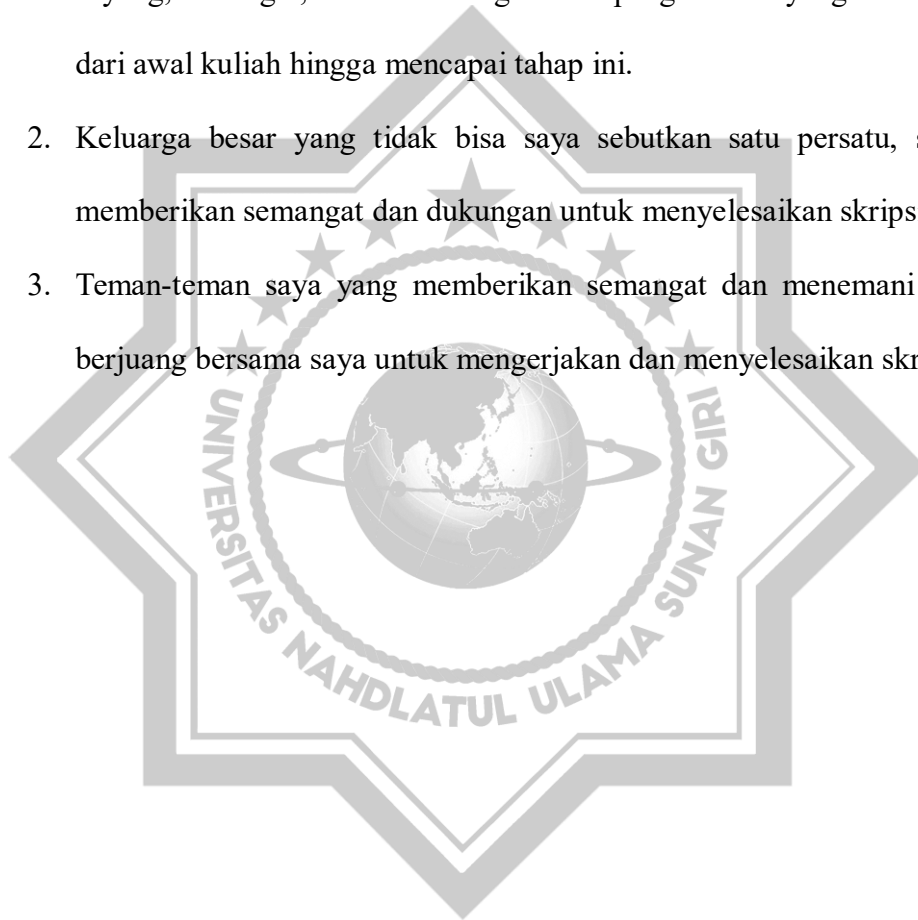 dari awal kuliah hingga mencapai tahap ini.
2. Keluarga besar yang tidak bisa saya sebutkan satu persatu,
memberikan semangat dan dukungan untuk menyelesaikan
3. Teman-teman saya yang memberikan semangat dan menemani
berjuang bersama saya untuk mengerjakan dan menyelesaikan
UNIVERSITAS NAHDLATUL ULAMA SUNAN GIRI